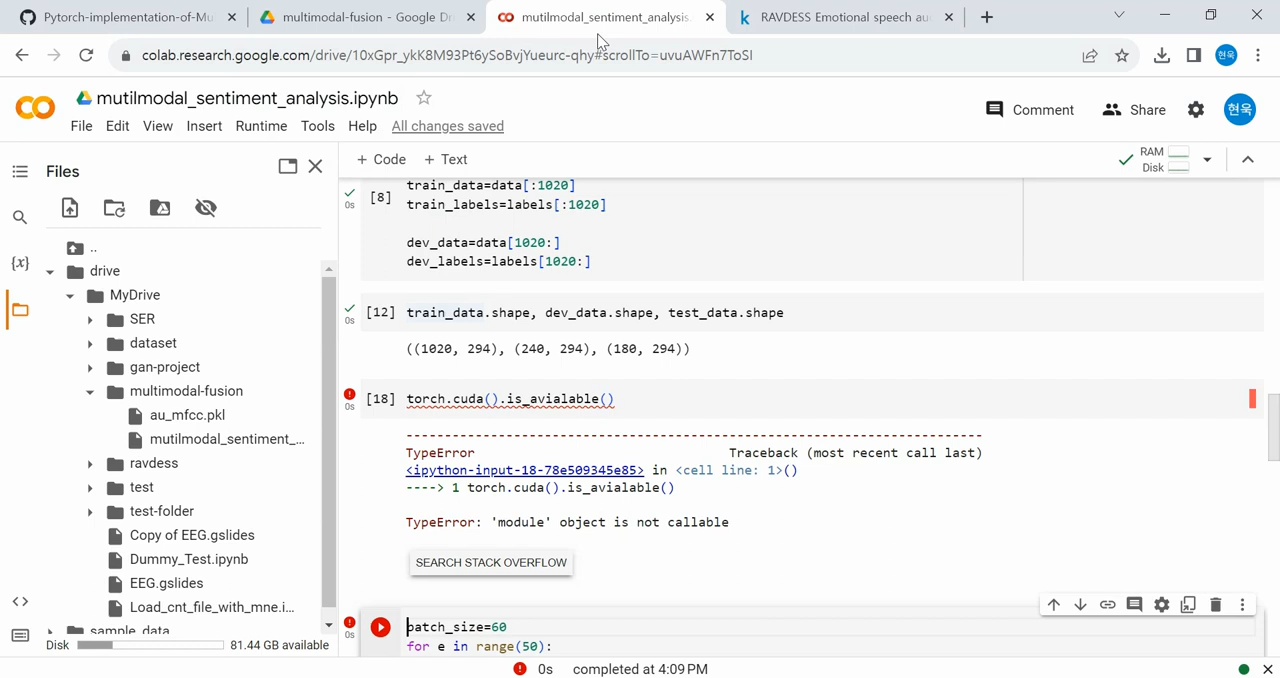 Pytorch-implementation-of-Mu
multimodal-fusion - Google Dr
mutilmodal_sentiment_analysis.
RAVDESS Emotional speech au
colab.research.google.com/drive/10xGpr_ykK8M93Pt6ySoBvjYueurc-qhy#scrollTo=uvuAWFn7ToSI
현욱
mutilmodal_sentiment_analysis.ipynb
File Edit View Insert Runtime Tools Help All changes saved
Comment Share 현욱
Files
+ Code + Text
RAM
Disk
..
drive
MyDrive
SER
dataset
gan-project
multimodal-fusion
au_mfcc.pkl
mutilmodal_sentiment_...
ravdess
test
test-folder
Copy of EEG.gslides
Dummy_Test.ipynb
EEG.gslides
Load_cnt_file_with_mne.i...
sample_data
Disk 81.44 GB available
{x}
<>
0s [8] train_data=data[:1020]
train_labels=labels[:1020]
dev_data=data[1020:]
dev_labels=labels[1020:]
0s [12] train_data.shape, dev_data.shape, test_data.shape
((1020, 294), (240, 294), (180, 294))
0s [18] torch.cuda().is_avialable()
---------------------------------------------------------------------------
TypeError Traceback (most recent call last)
<ipython-input-18-78e509345e85> in <cell line: 1>()
----> 1 torch.cuda().is_avialable()
TypeError: 'module' object is not callable
SEARCH STACK OVERFLOW
0s batch_size=60
for e in range(50):
0s completed at 4:09 PM